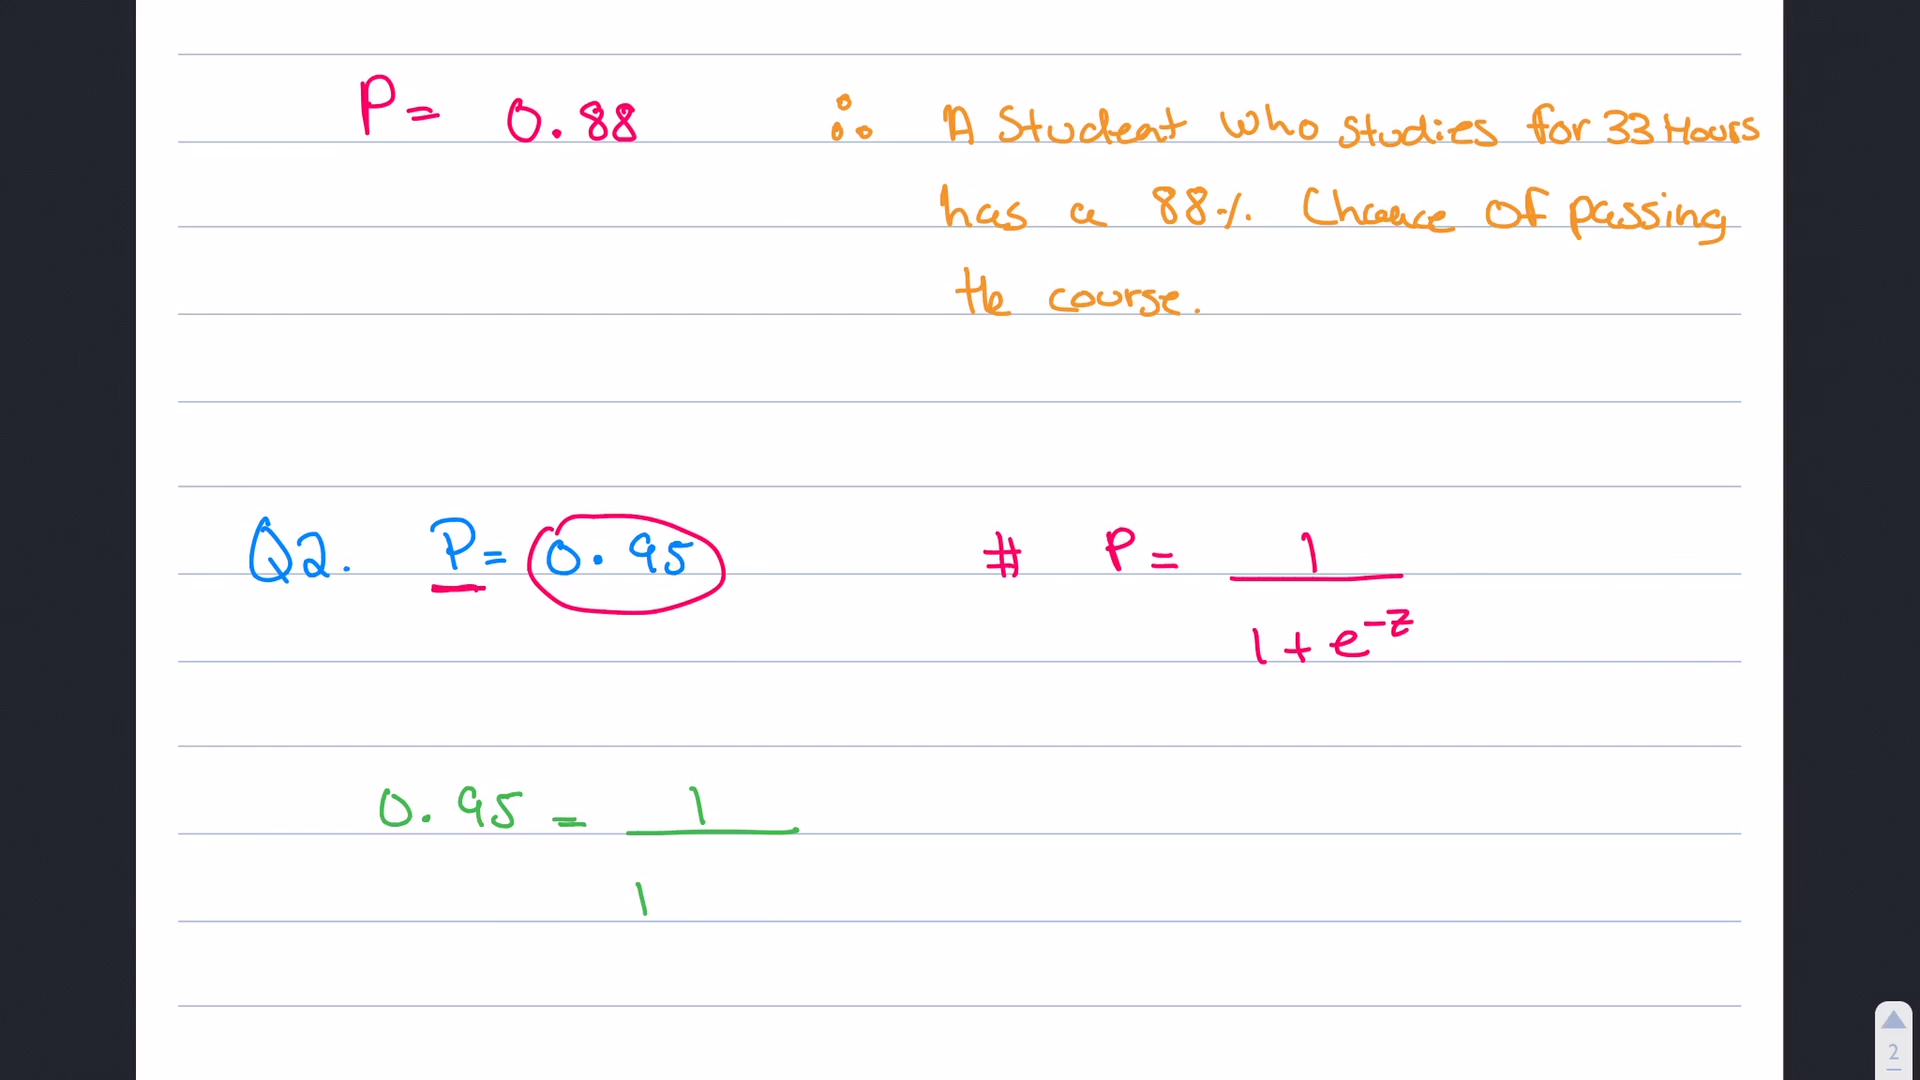 P = 0.88 ∴ A Student who studies for 33 Hours
has a 88% Chance of passing
the course.
Q2. P = 0.95 # P = 1
1 + e^-z
0.95 = 1
1
2